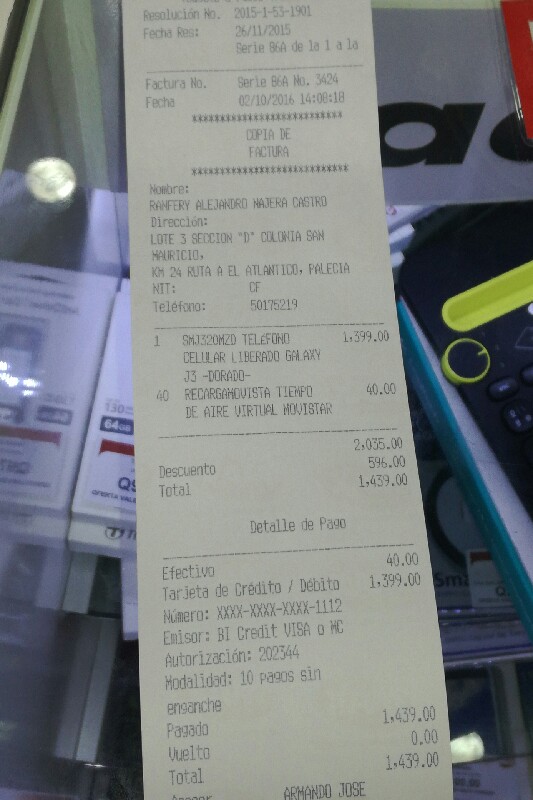 Resolución No. 2015-1-53-1901
Fecha Res: 26/11/2015
Serie 86A de la 1 a la
Factura No. Serie 86A No. 3424
Fecha 02/10/2016 14:08:18
**************************
COPIA DE
FACTURA
***************************
Nombre:
RANFERY ALEJANDRO NAJERA CASTRO
Dirección:
LOTE 3 SECCION "D" COLONIA SAN
MAURICIO,
KM 24 RUTA A EL ATLANTICO, PALECIA
NIT: CF
Teléfono: 50175219
1 SMJ320MZD TELEFONO 1,399.00
CELULAR LIBERADO GALAXY
J3 -DORADO-
40 RECARGAMOVISTA TIEMPO 40.00
DE AIRE VIRTUAL MOVISTAR
2,035.00
Descuento 596.00
Total 1,439.00
Detalle de Pago
Efectivo 40.00
Tarjeta de Crédito / Débito 1,399.00
Número: XXXX-XXXX-XXXX-1112
Emisor: BI Credit VISA o MC
Autorización: 202344
Modalidad: 10 pagos sin
enganche
Pagado 1,439.00
Vuelto 0.00
Total 1,439.00
ARMANDO JOSE
130
64GB